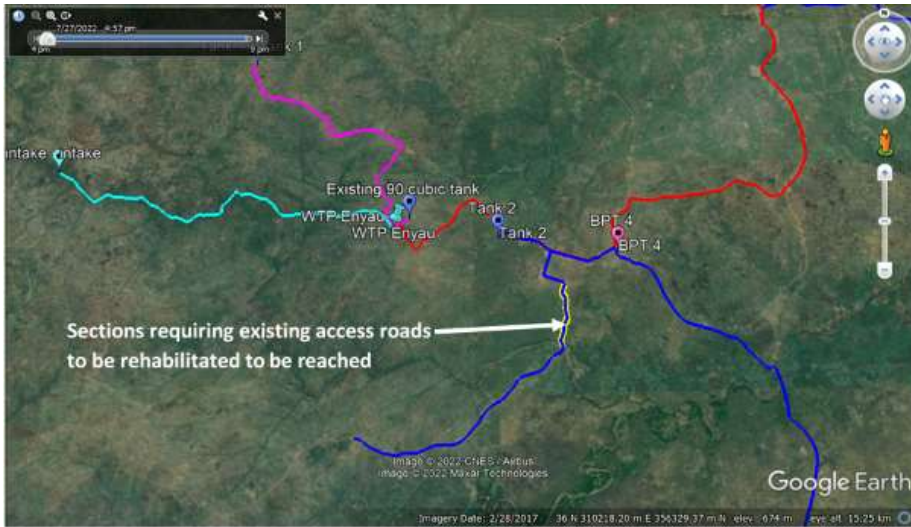 7/27/2022 4:57 pm
4 pm
9 pm
1
intake intake
Existing 90 cubic tank
WTP Enyau
WTP Enyau
Tank 2
Tank 2
BPT 4
BPT 4
Sections requiring existing access roads
to be rehabilitated to be reached
Image © 2022 CNES / Airbus
Image © 2022 Maxar Technologies
Google Earth
Imagery Date: 2/28/2017 36 N 310218.20 m E 356329.37 m N elev 674 m eye alt 15.25 km
N